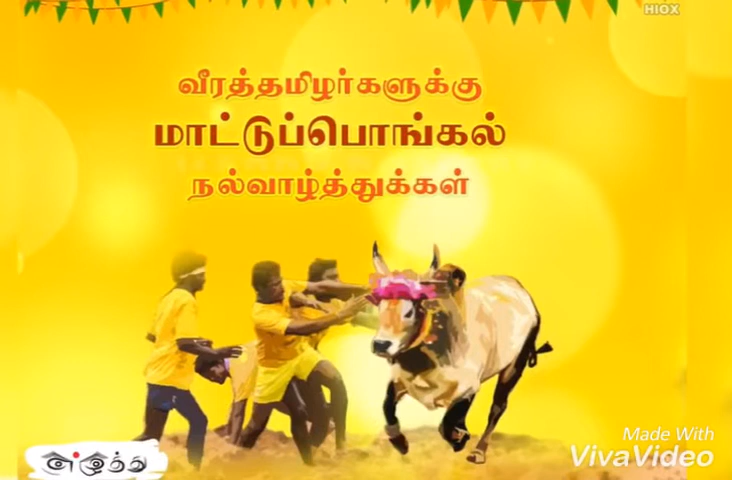 HIOX
வீரத்தமிழர்களுக்கு
மாட்டுப்பொங்கல்
நல்வாழ்த்துக்கள்
Made With
VivaVideo